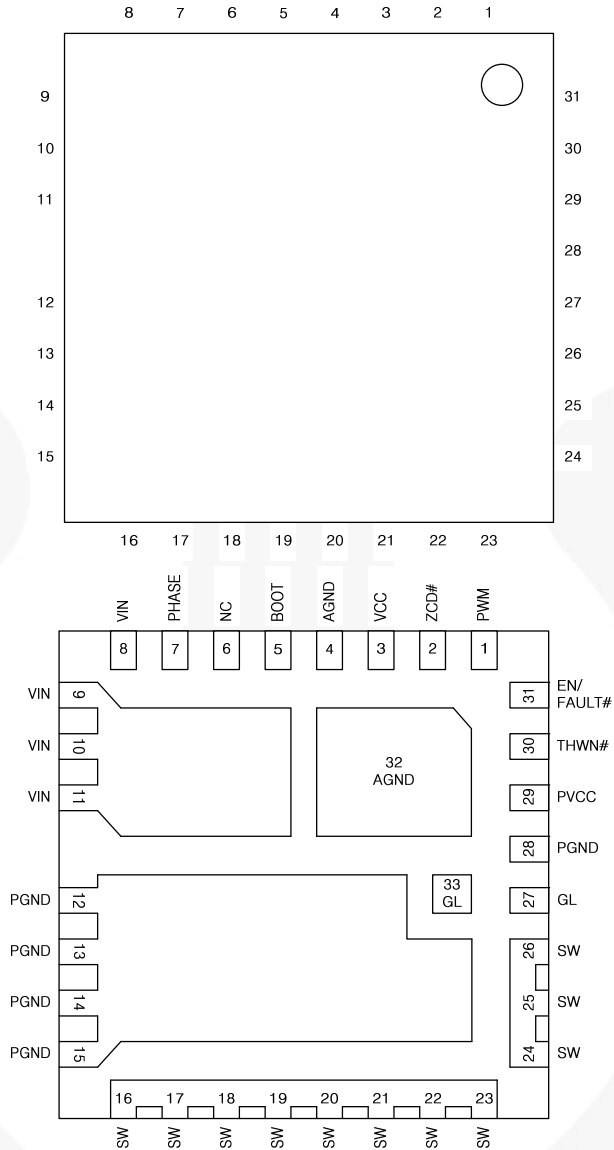 8 7 6 5 4 3 2 1
9 31
10 30
11 29
28
12 27
13 26
14 25
15 24
16 17 18 19 20 21 22 23
VIN PHASE NC BOOT AGND VCC ZCD# PWM
8 7 6 5 4 3 2 1
VIN 9 31 EN/
FAULT#
VIN 10 30 THWN#
32
AGND
VIN 11 29 PVCC
28 PGND
33
GL
PGND 12 27 GL
PGND 13 26 SW
PGND 14 25 SW
PGND 15 24 SW
16 17 18 19 20 21 22 23
SW SW SW SW SW SW SW SW